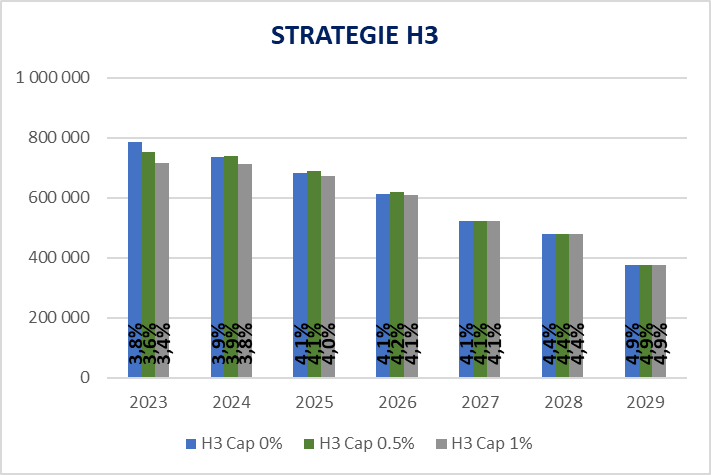 STRATEGIE H3
1 000 000
800 000
600 000
400 000
200 000
0
3,8% 3,6% 3,4% 3,9% 3,9% 3,8% 4,1% 4,1% 4,0% 4,1% 4,2% 4,1% 4,1% 4,1% 4,1% 4,4% 4,4% 4,4% 4,9% 4,9% 4,9%
2023 2024 2025 2026 2027 2028 2029
H3 Cap 0% H3 Cap 0.5% H3 Cap 1%